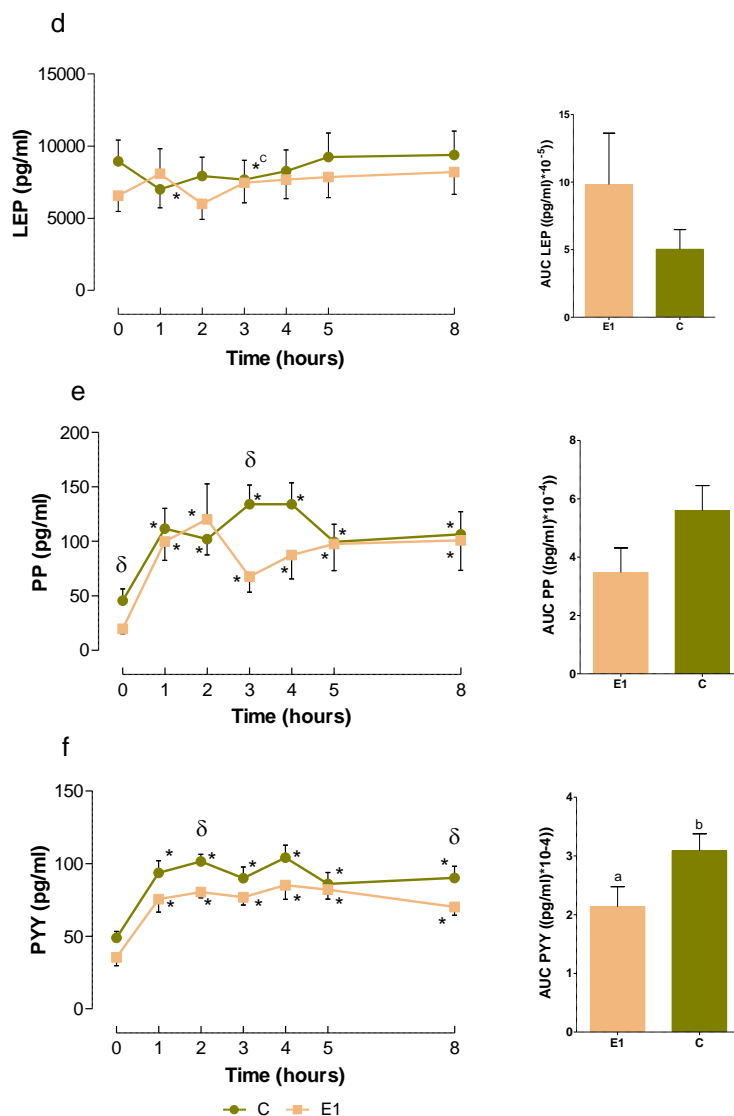 d
15000
10000
5000
0
LEP (pg/ml)
*
*C
0 1 2 3 4 5 8
Time (hours)
15
10
5
0
AUC LEP ((pg/ml)*10-5)
E1 C
e
200
150
100
50
0
PP (pg/ml)
δ
δ
* * * *
* * *
* * * *
*
0 1 2 3 4 5 8
Time (hours)
8
6
4
2
0
AUC PP ((pg/ml)*10-4)
E1 C
f
150
100
50
0
PYY (pg/ml)
δ δ
* * * * * *
* * * * * *
0 1 2 3 4 5 8
Time (hours)
4
3
2
1
0
AUC PYY ((pg/ml)*10-4))
a
b
E1 C
C E1